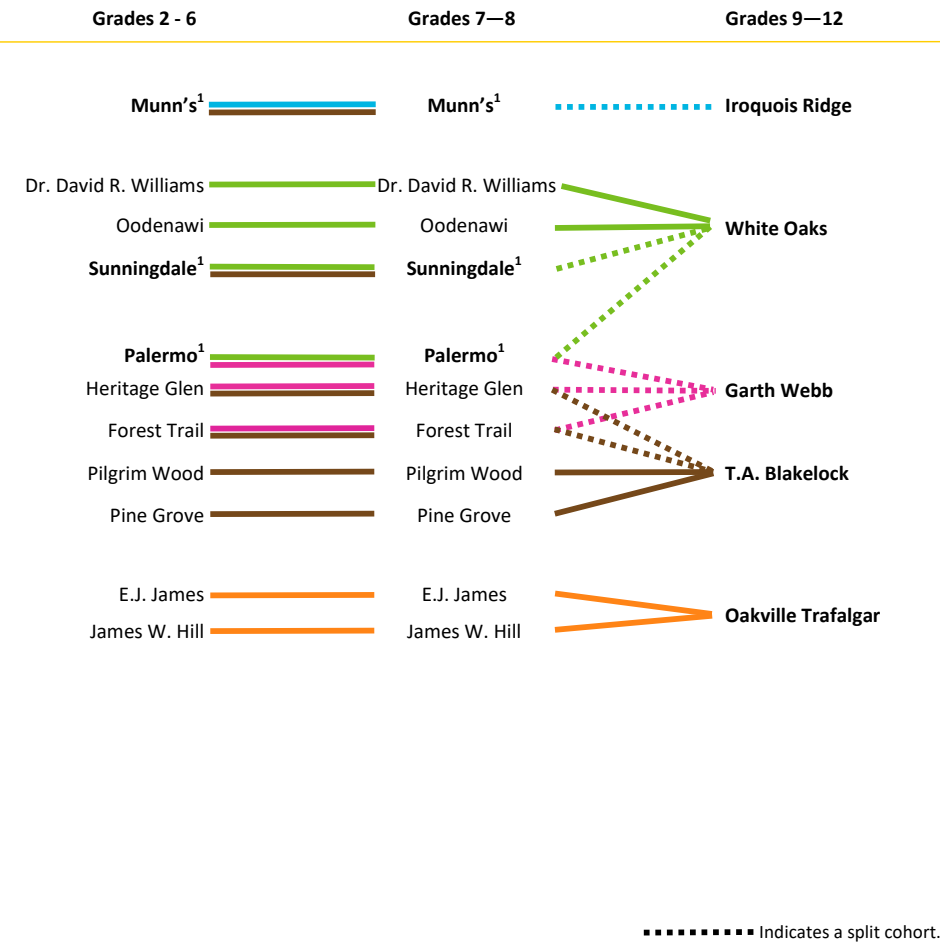 Grades 2 - 6 Grades 7—8 Grades 9—12
Munn's¹ Munn's¹ Iroquois Ridge
Dr. David R. Williams Dr. David R. Williams
Oodenawi Oodenawi White Oaks
Sunningdale¹ Sunningdale¹
Palermo¹ Palermo¹
Heritage Glen Heritage Glen Garth Webb
Forest Trail Forest Trail
Pilgrim Wood Pilgrim Wood T.A. Blakelock
Pine Grove Pine Grove
E.J. James E.J. James
Oakville Trafalgar
James W. Hill James W. Hill
Indicates a split cohort.